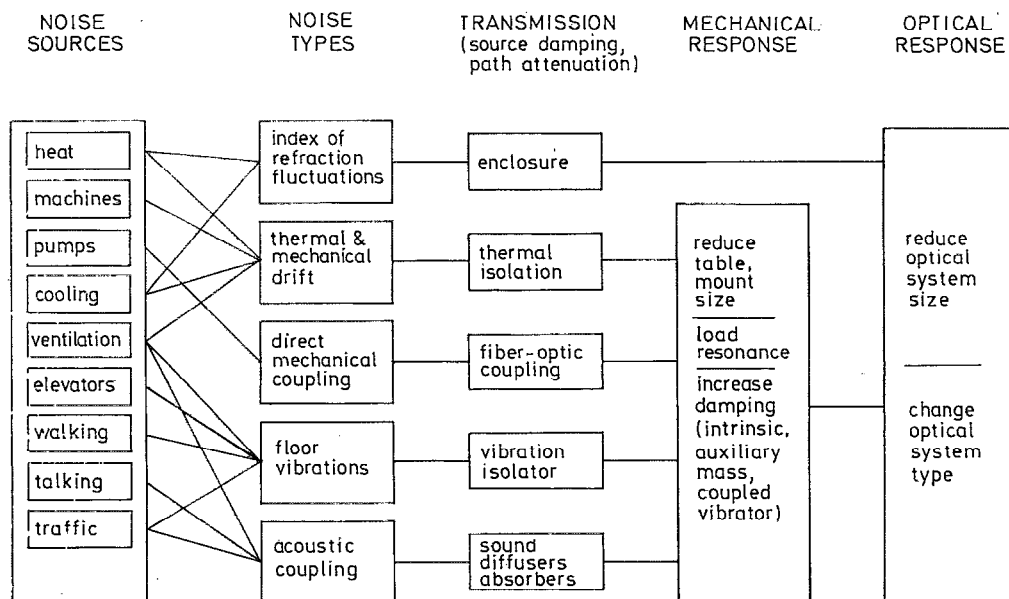 NOISE
SOURCES
NOISE
TYPES
TRANSMISSION
(source damping,
path attenuation)
MECHANICAL
RESPONSE
OPTICAL
RESPONSE
heat
machines
pumps
cooling
ventilation
elevators
walking
talking
traffic
index of
refraction
fluctuations
thermal &
mechanical
drift
direct
mechanical
coupling
floor
vibrations
acoustic
coupling
enclosure
thermal
isolation
fiber-optic
coupling
vibration
isolator
sound
diffusers
absorbers
reduce
table,
mount
size
load
resonance
increase
damping
(intrinsic,
auxiliary
mass,
coupled
vibrator)
reduce
optical
system
size
change
optical
system
type